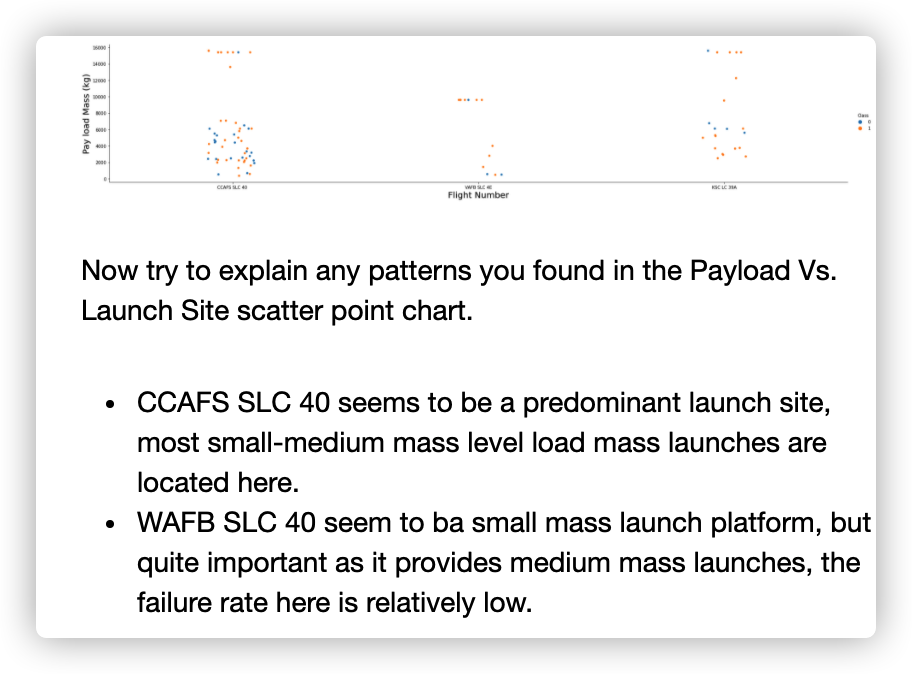 16000
14000
12000
10000
8000
6000
4000
2000
0
Pay load Mass (kg)
CCAFS SLC 40
VAFB SLC 4E
KSC LC 39A
Flight Number
Class
0
1
Now try to explain any patterns you found in the Payload Vs.
Launch Site scatter point chart.
• CCAFS SLC 40 seems to be a predominant launch site,
most small-medium mass level load mass launches are
located here.
• WAFB SLC 40 seem to ba small mass launch platform, but
quite important as it provides medium mass launches, the
failure rate here is relatively low.